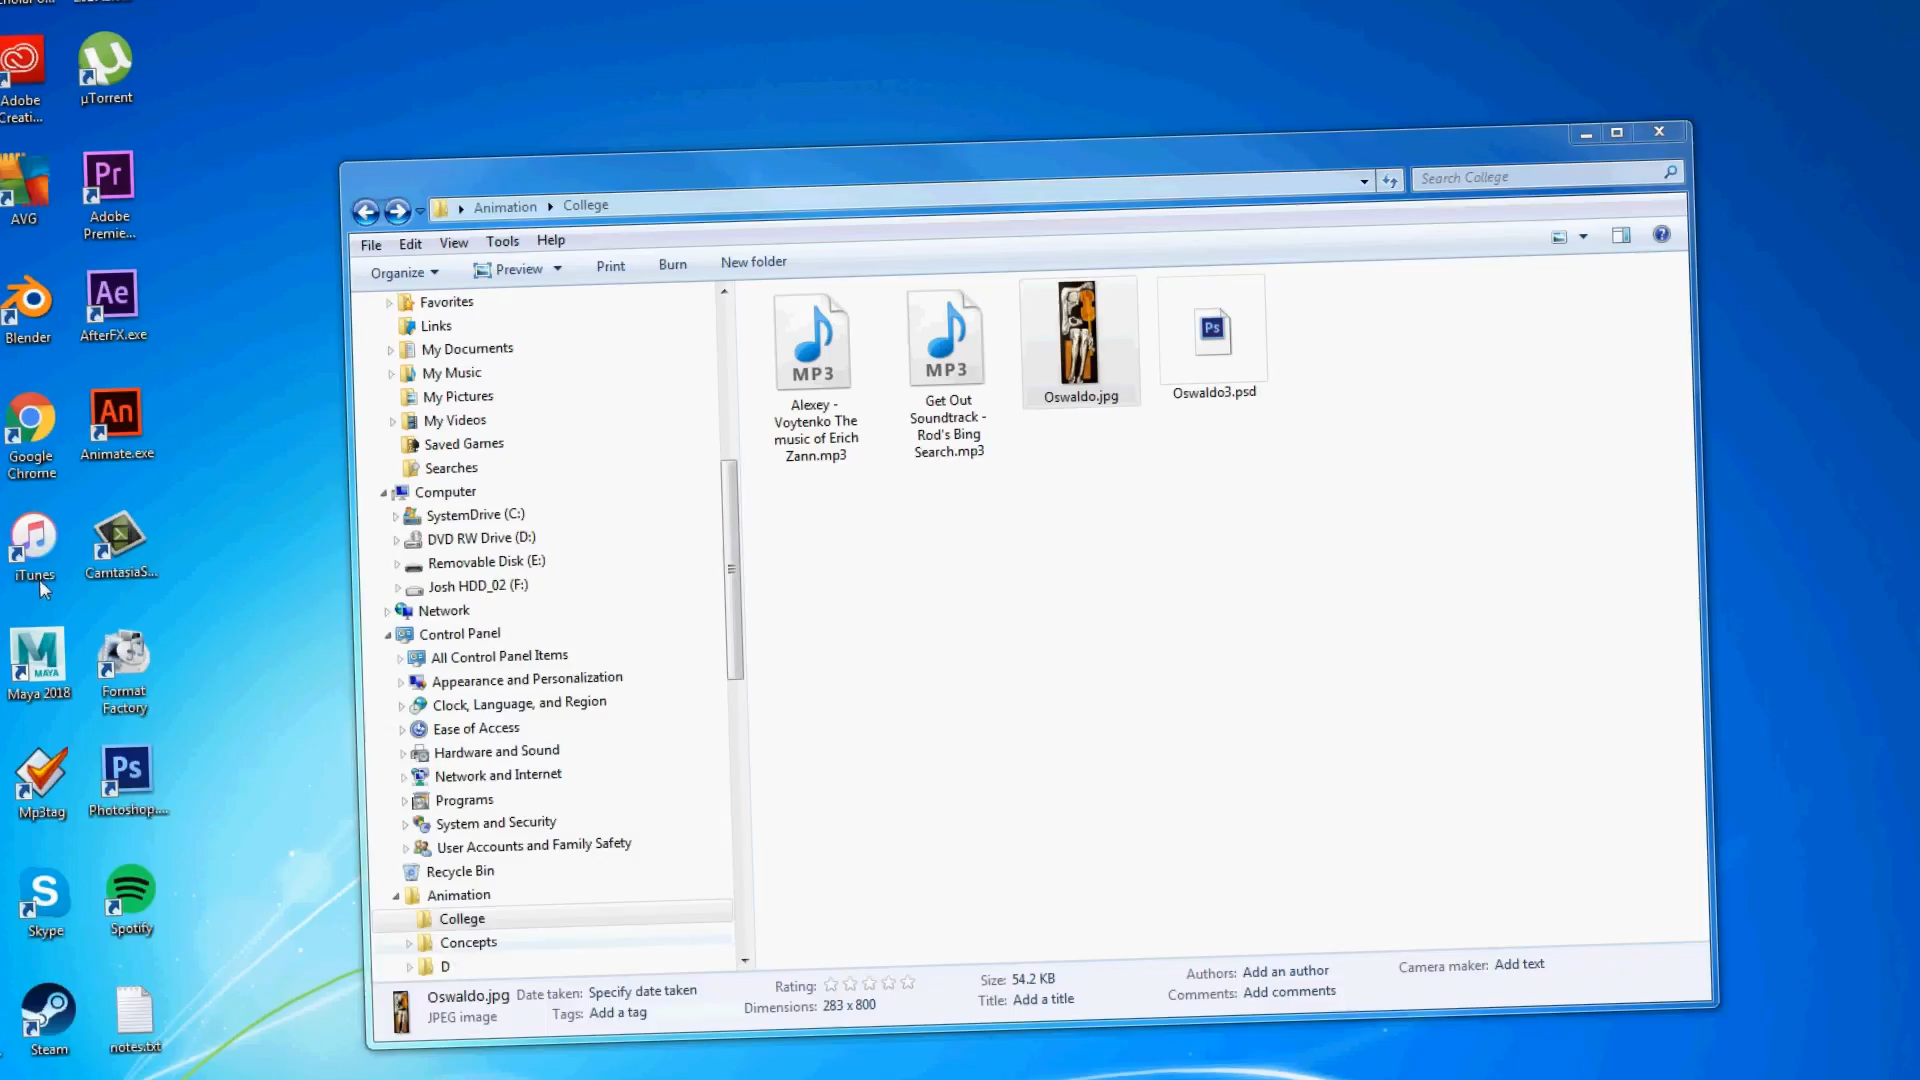 µTorrent
Adobe
Creati...
AVG
Pr
Adobe
Premie...
Blender
Ae
AfterFX.exe
Google
Chrome
An
Animate.exe
iTunes
CamtasiaS...
MAYA
Maya 2018
Format
Factory
Mp3tag
Ps
Photoshop....
Skype
Spotify
Steam
notes.txt
Animation College
Search College
File Edit View Tools Help
Organize Preview Print Burn New folder
Favorites
Links
My Documents
My Music
My Pictures
My Videos
Saved Games
Searches
Computer
SystemDrive (C:)
DVD RW Drive (D:)
Removable Disk (E:)
Josh HDD_02 (F:)
Network
Control Panel
All Control Panel Items
Appearance and Personalization
Clock, Language, and Region
Ease of Access
Hardware and Sound
Network and Internet
Programs
System and Security
User Accounts and Family Safety
Recycle Bin
Animation
College
Concepts
D
MP3
Alexey -
Voytenko The
music of Erich
Zann.mp3
MP3
Get Out
Soundtrack -
Rod's Bing
Search.mp3
Oswaldo.jpg
Ps
Oswaldo3.psd
Oswaldo.jpg Date taken: Specify date taken
JPEG image Tags: Add a tag
Rating:
Dimensions: 283 x 800
Size: 54.2 KB
Title: Add a title
Authors: Add an author
Comments: Add comments
Camera maker: Add text